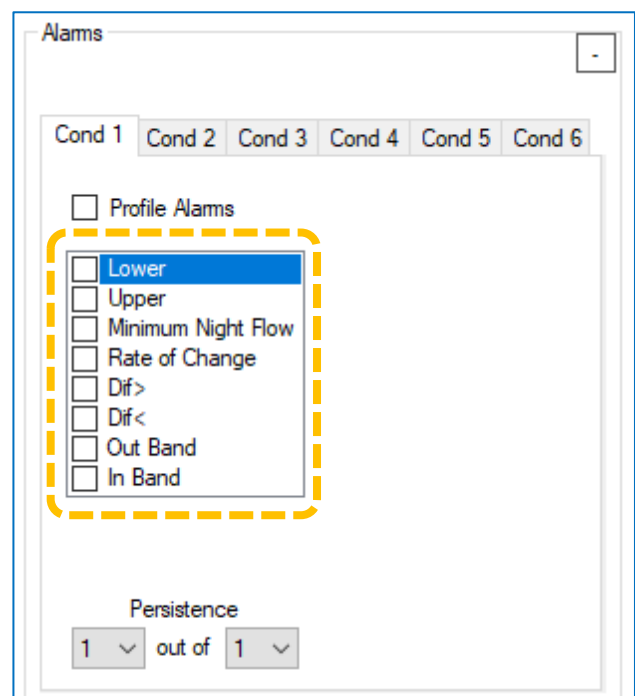 Alarms
-
Cond 1 Cond 2 Cond 3 Cond 4 Cond 5 Cond 6
Profile Alarms
Lower
Upper
Minimum Night Flow
Rate of Change
Dif>
Dif<
Out Band
In Band
Persistence
1 out of 1